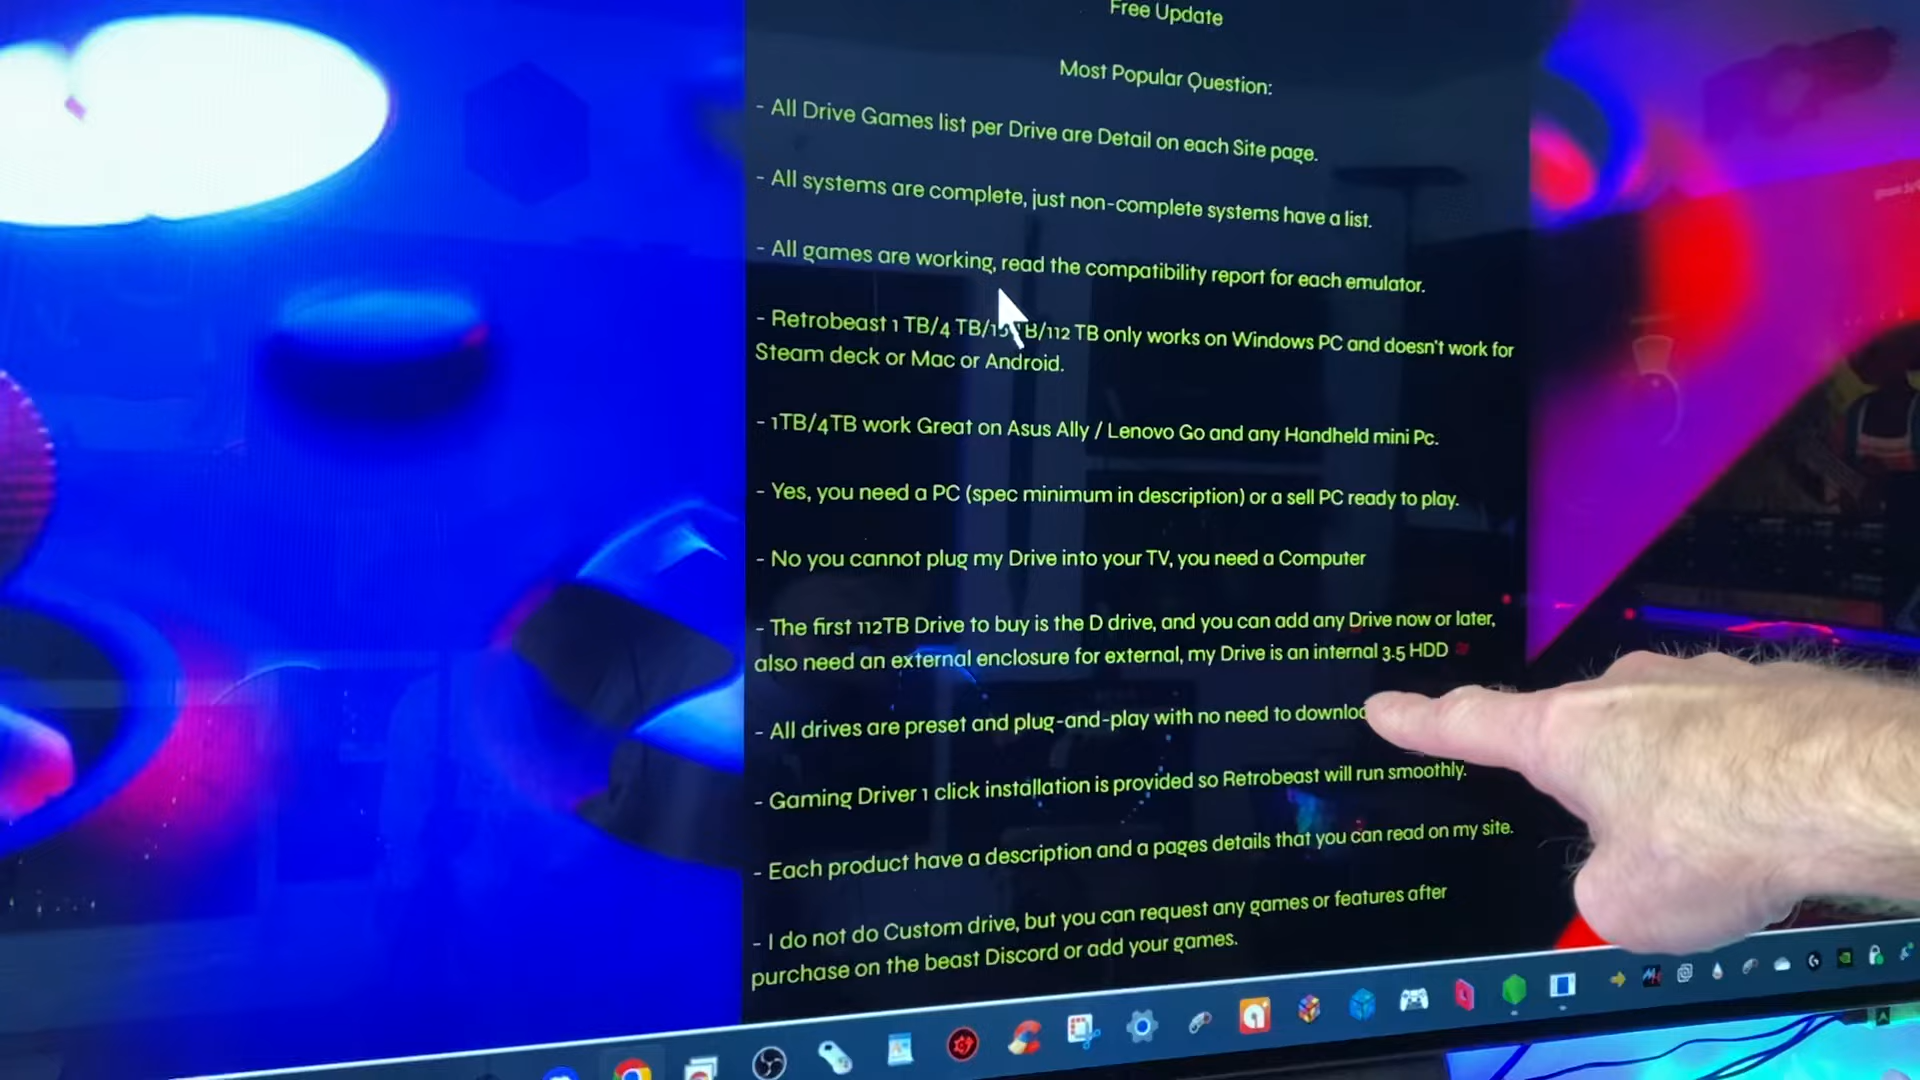 Free Update
Most Popular Question:
- All Drive Games list per Drive are Detail on each Site page.
- All systems are complete, just non-complete systems have a list.
- All games are working, read the compatibility report for each emulator.
- Retrobeast 1 TB/4 TB/ B/112 TB only works on Windows PC and doesn't work for
Steam deck or Mac or Android.
- 1TB/4TB work Great on Asus Ally / Lenovo Go and any Handheld mini Pc.
- Yes, you need a PC (spec minimum in description) or a sell PC ready to play.
- No you cannot plug my Drive into your TV, you need a Computer
- The first 112TB Drive to buy is the D drive, and you can add any Drive now or later,
also need an external enclosure for external, my Drive is an internal 3.5 HDD
- All drives are preset and plug-and-play with no need to downloa
- Gaming Driver 1 click installation is provided so Retrobeast will run smoothly.
- Each product have a description and a pages details that you can read on my site.
- I do not do Custom drive, but you can request any games or features after
purchase on the beast Discord or add your games.